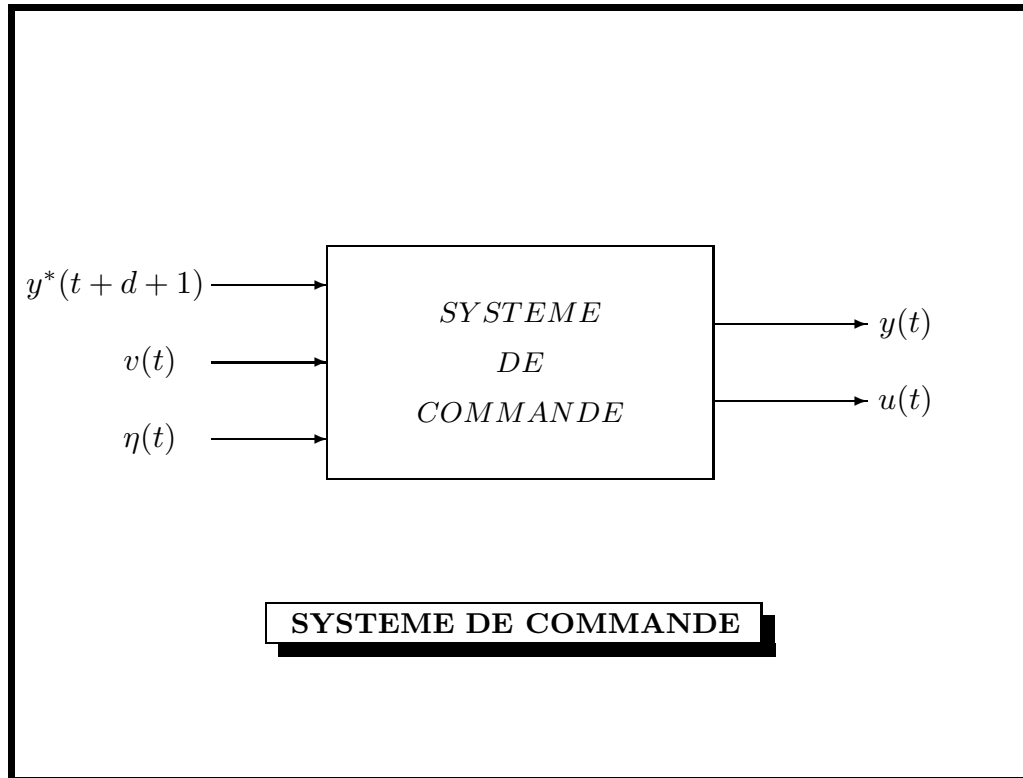 y*(t + d + 1)
v(t)
η(t)
SYSTEME
DE
COMMANDE
y(t)
u(t)
SYSTEME DE COMMANDE